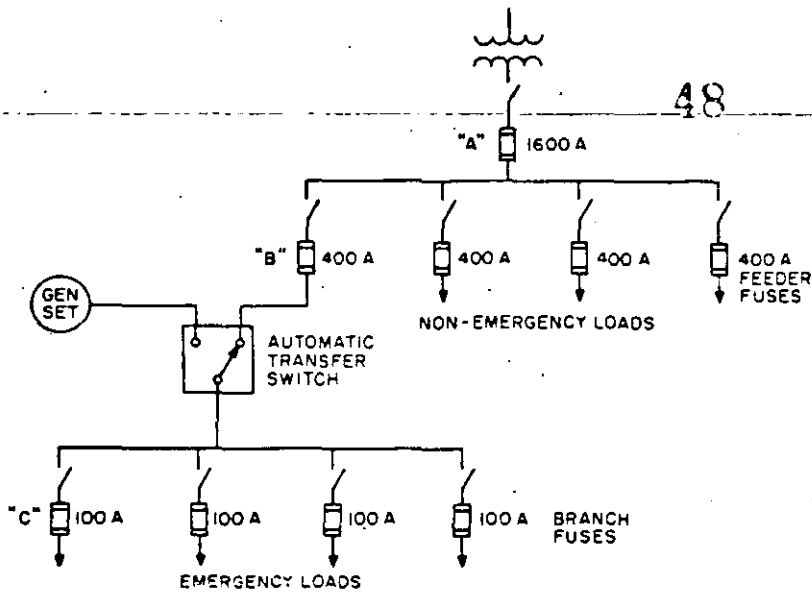 48
"A" 1600 A
"B" 400 A 400 A 400 A 400 A
FEEDER
FUSES
NON-EMERGENCY LOADS
GEN
SET
AUTOMATIC
TRANSFER
SWITCH
"C" 100 A 100 A 100 A 100 A BRANCH
FUSES
EMERGENCY LOADS